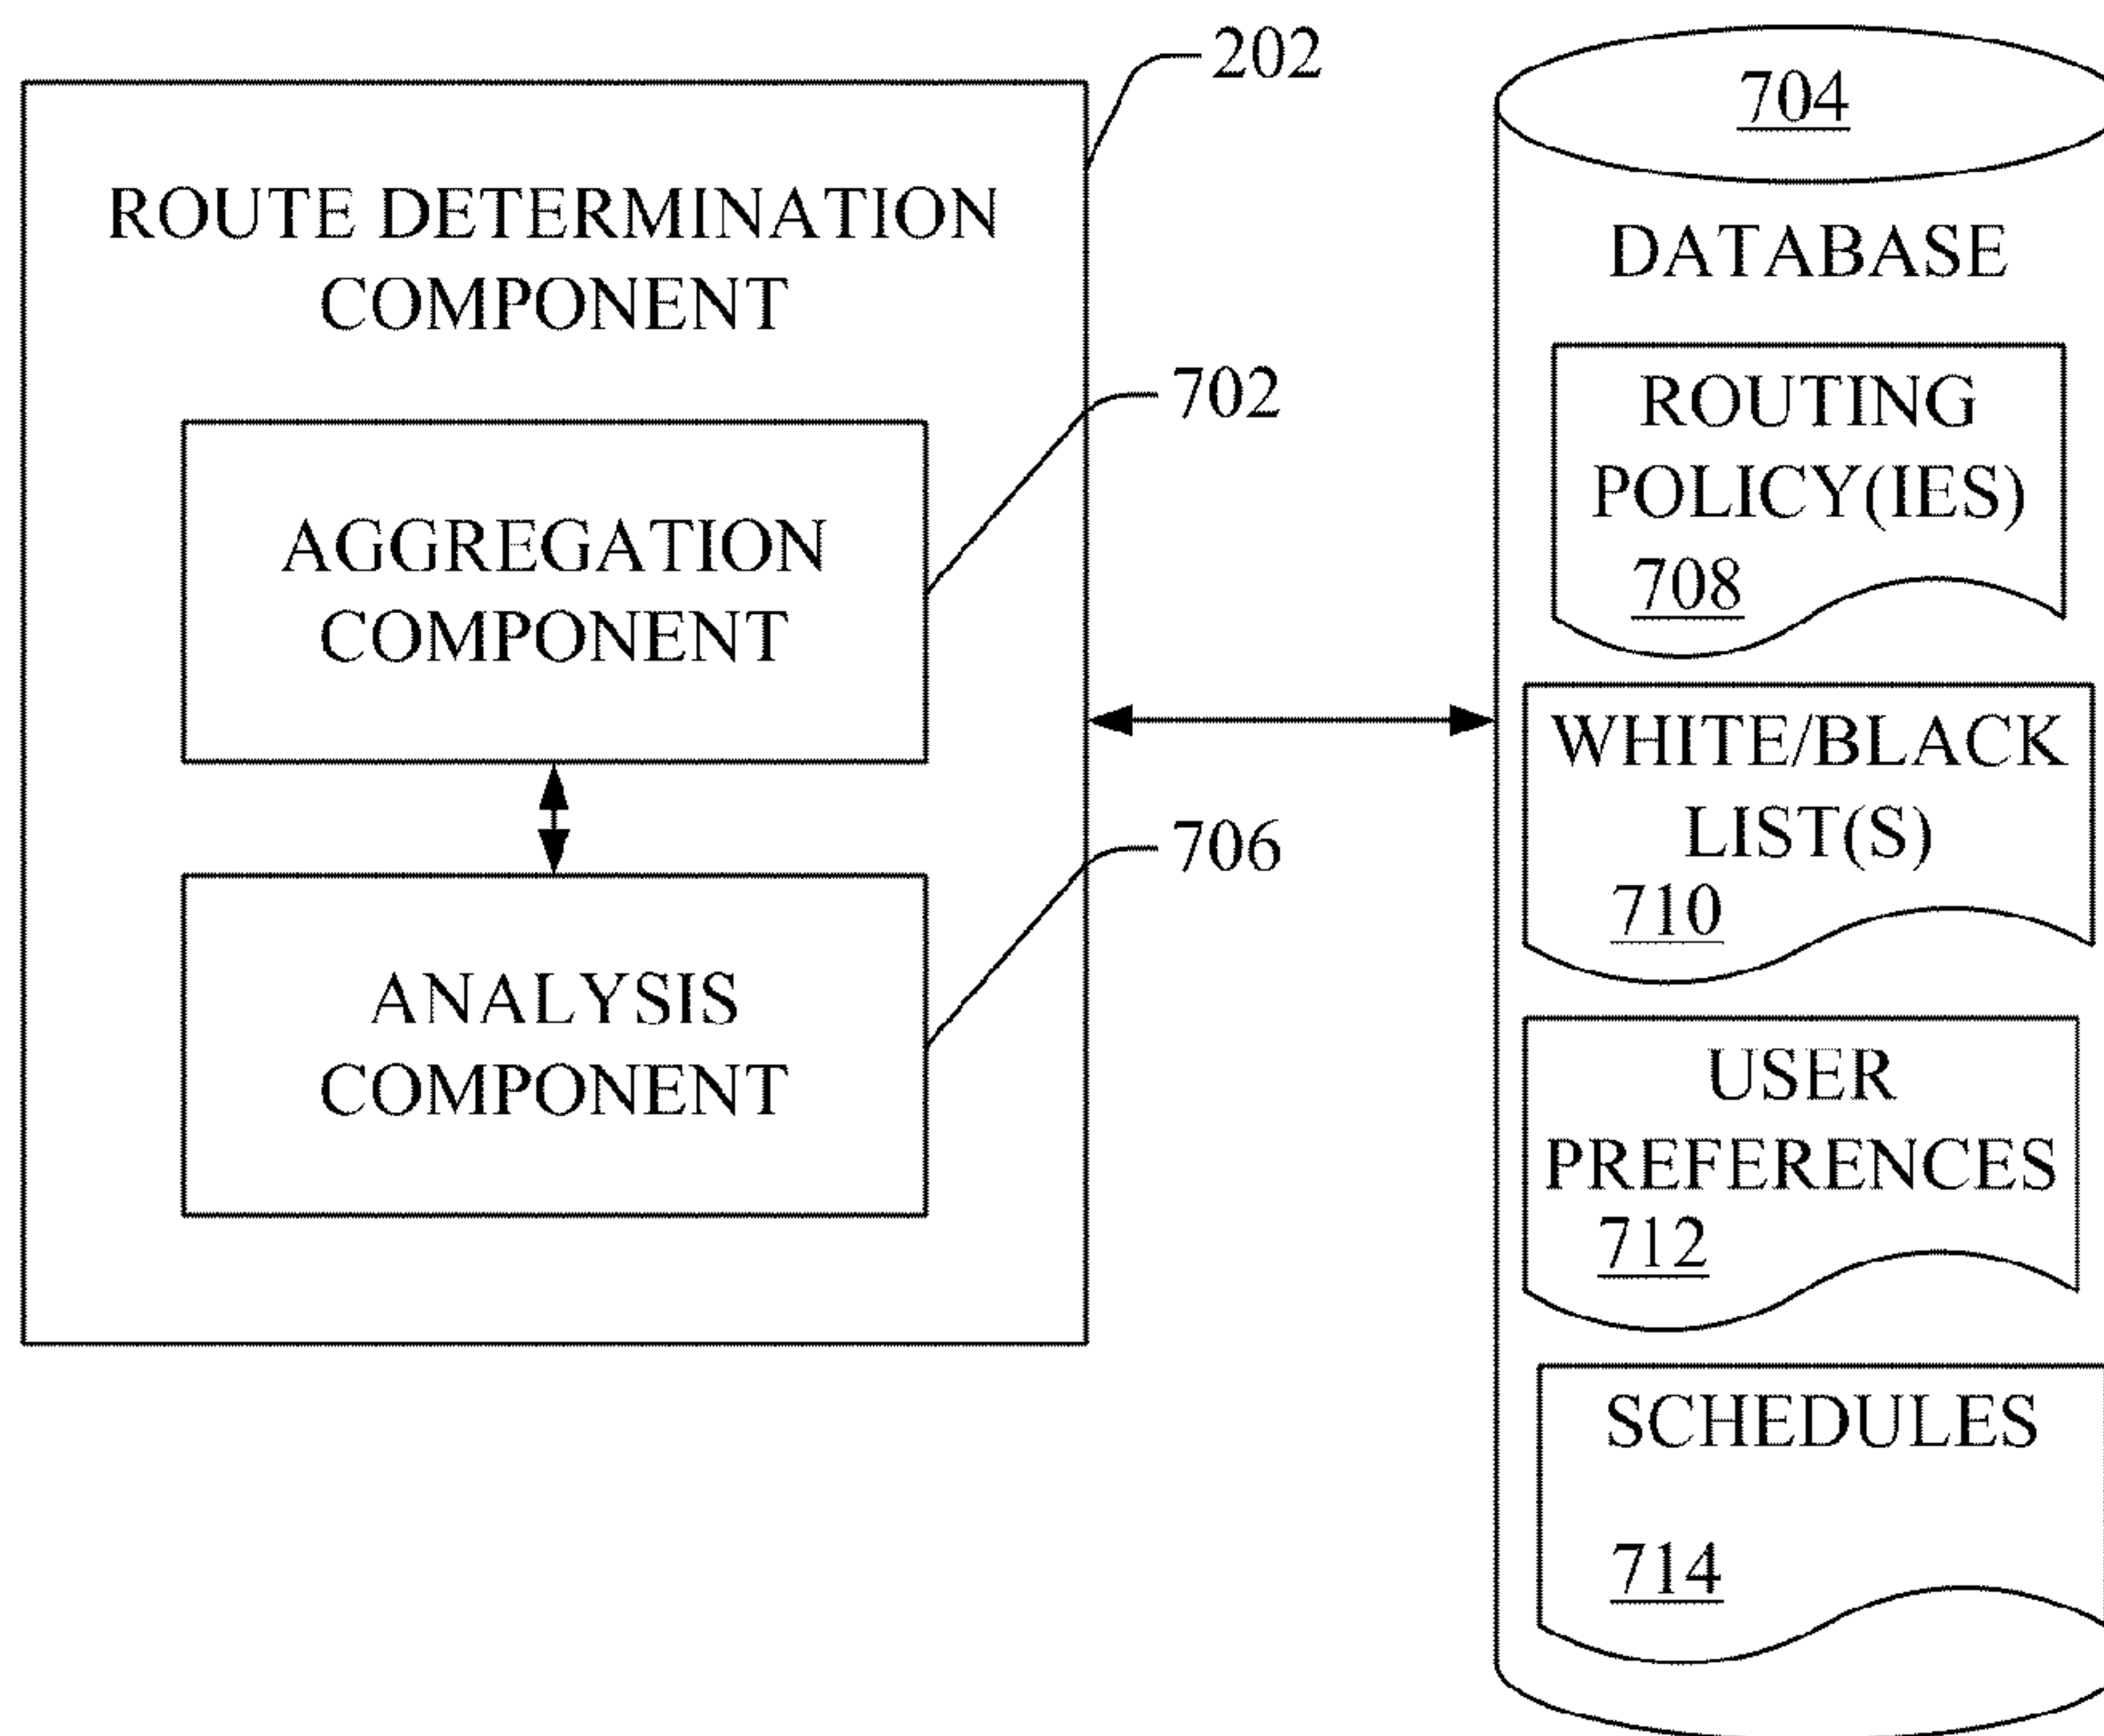 202
ROUTE DETERMINATION
COMPONENT
702
AGGREGATION
COMPONENT
706
ANALYSIS
COMPONENT
704
DATABASE
ROUTING
POLICY(IES)
708
WHITE/BLACK
LIST(S)
710
USER
PREFERENCES
712
SCHEDULES
714